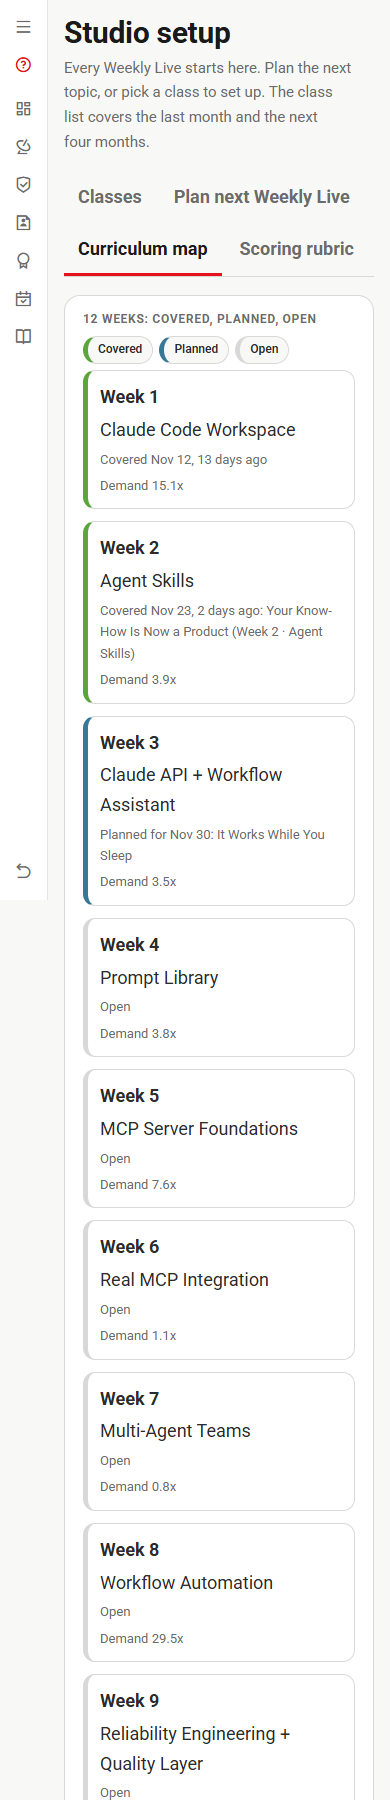 Studio setup
Every Weekly Live starts here. Plan the next
topic, or pick a class to set up. The class
list covers the last month and the next
four months.
Classes
Plan next Weekly Live
Curriculum map
Scoring rubric
12 WEEKS: COVERED, PLANNED, OPEN
Covered
Planned
Open
Week 1
Claude Code Workspace
Covered Nov 12, 13 days ago
Demand 15.1x
Week 2
Agent Skills
Covered Nov 23, 2 days ago: Your Know-
How Is Now a Product (Week 2 · Agent
Skills)
Demand 3.9x
Week 3
Claude API + Workflow
Assistant
Planned for Nov 30: It Works While You
Sleep
Demand 3.5x
Week 4
Prompt Library
Open
Demand 3.8x
Week 5
MCP Server Foundations
Open
Demand 7.6x
Week 6
Real MCP Integration
Open
Demand 1.1x
Week 7
Multi-Agent Teams
Open
Demand 0.8x
Week 8
Workflow Automation
Open
Demand 29.5x
Week 9
Reliability Engineering +
Quality Layer
Open